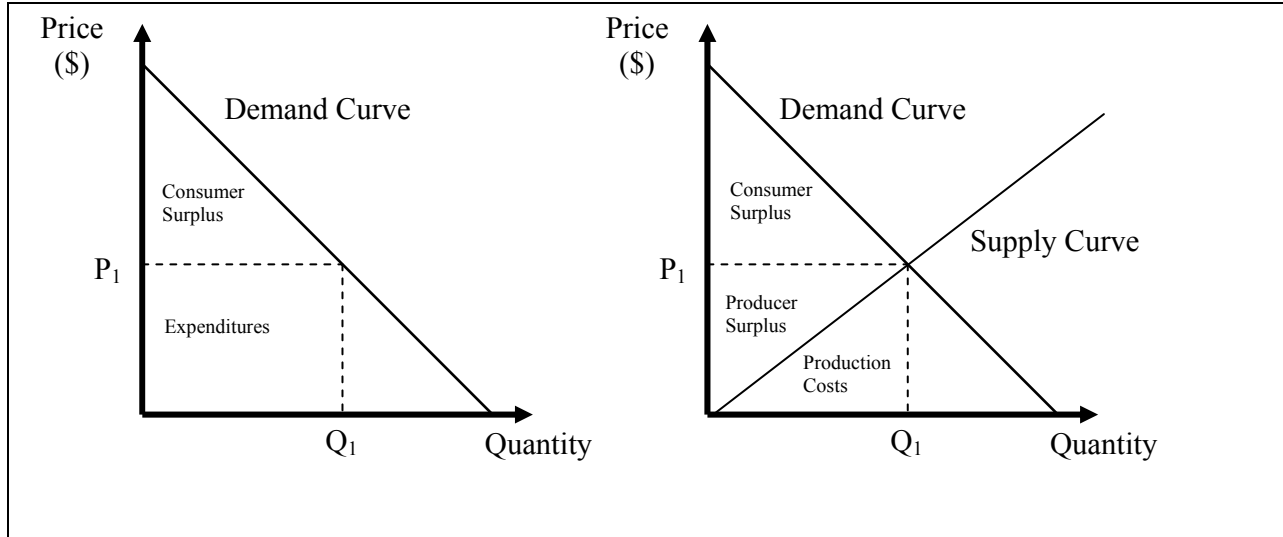 Price
($)
Demand Curve
Consumer
Surplus
P₁
Expenditures
Q₁
Quantity
Price
($)
Demand Curve
Consumer
Surplus
Supply Curve
P₁
Producer
Surplus
Production
Costs
Q₁
Quantity